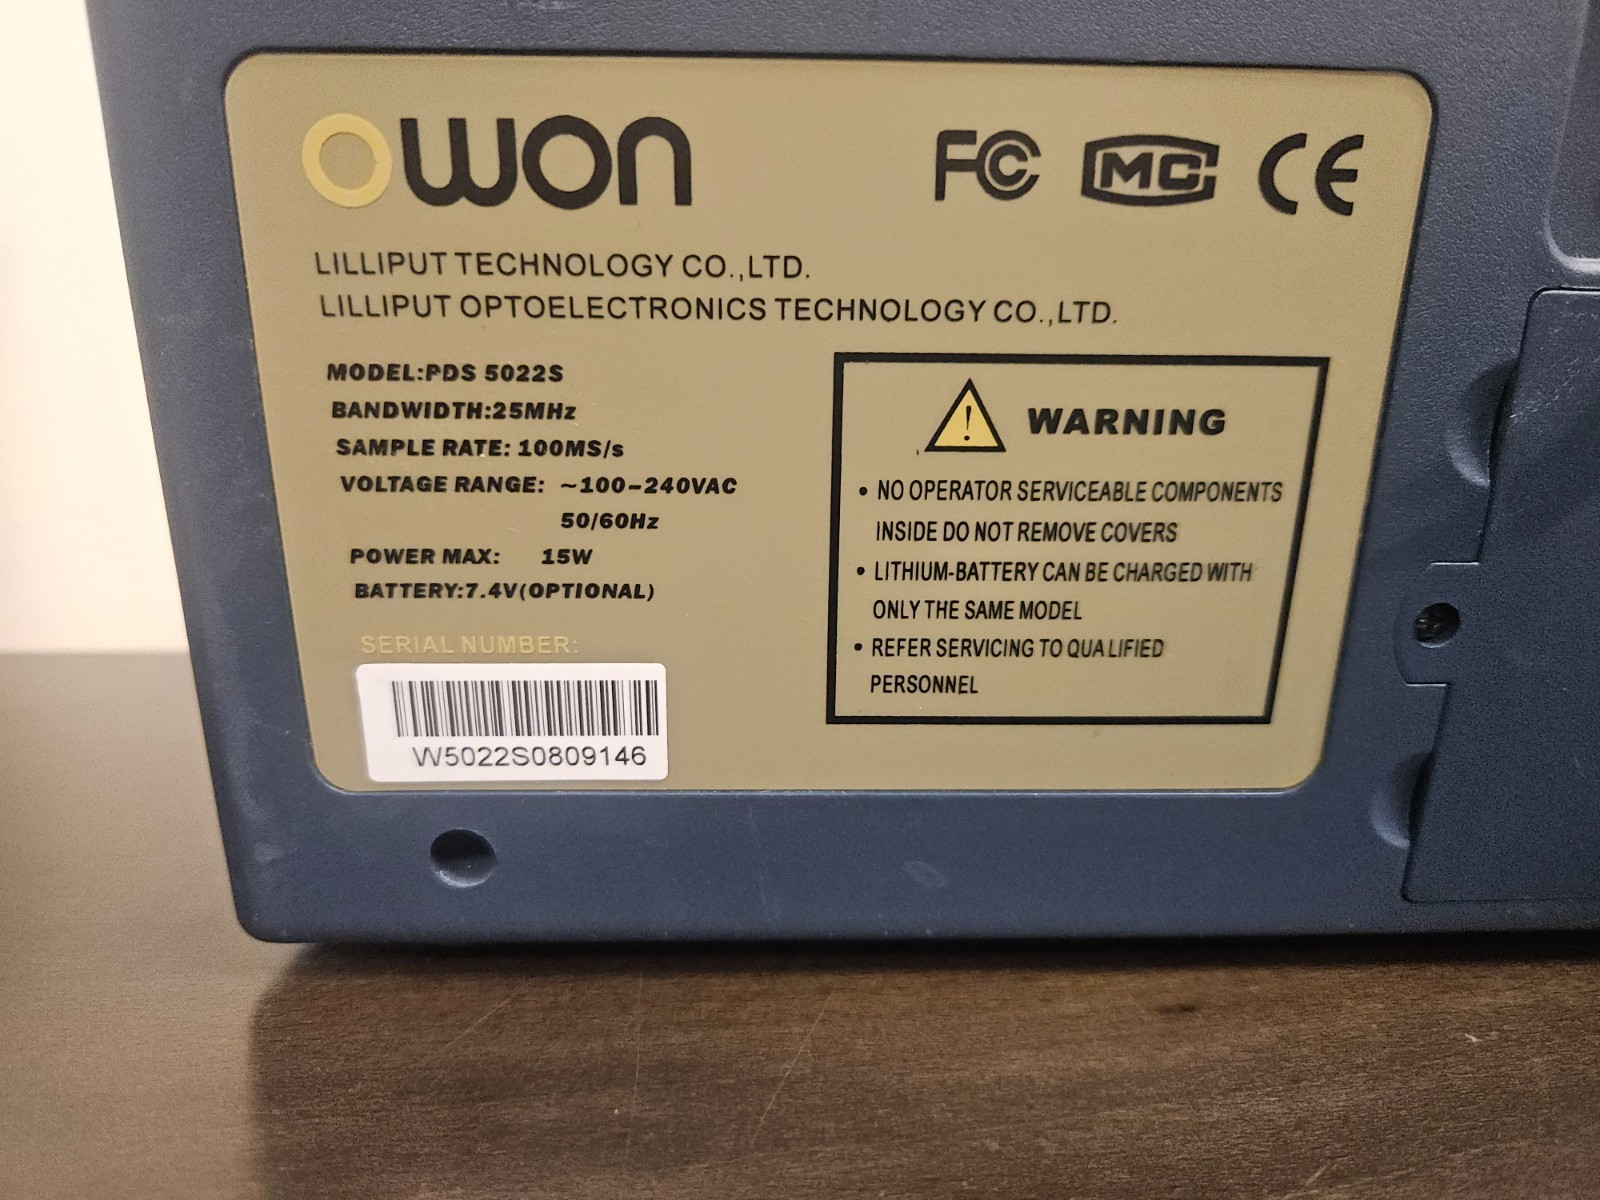 OWON
FC MC CE
LILLIPUT TECHNOLOGY CO.,LTD.
LILLIPUT OPTOELECTRONICS TECHNOLOGY CO.,LTD.
MODEL:PDS 5022S
BANDWIDTH:25MHz
SAMPLE RATE: 100MS/s
VOLTAGE RANGE: ~100-240VAC
50/60Hz
POWER MAX: 15W
BATTERY:7.4V(OPTIONAL)
SERIAL NUMBER:
W5022S0809146
! WARNING
• NO OPERATOR SERVICEABLE COMPONENTS
INSIDE DO NOT REMOVE COVERS
• LITHIUM-BATTERY CAN BE CHARGED WITH
ONLY THE SAME MODEL
• REFER SERVICING TO QUALIFIED
PERSONNEL